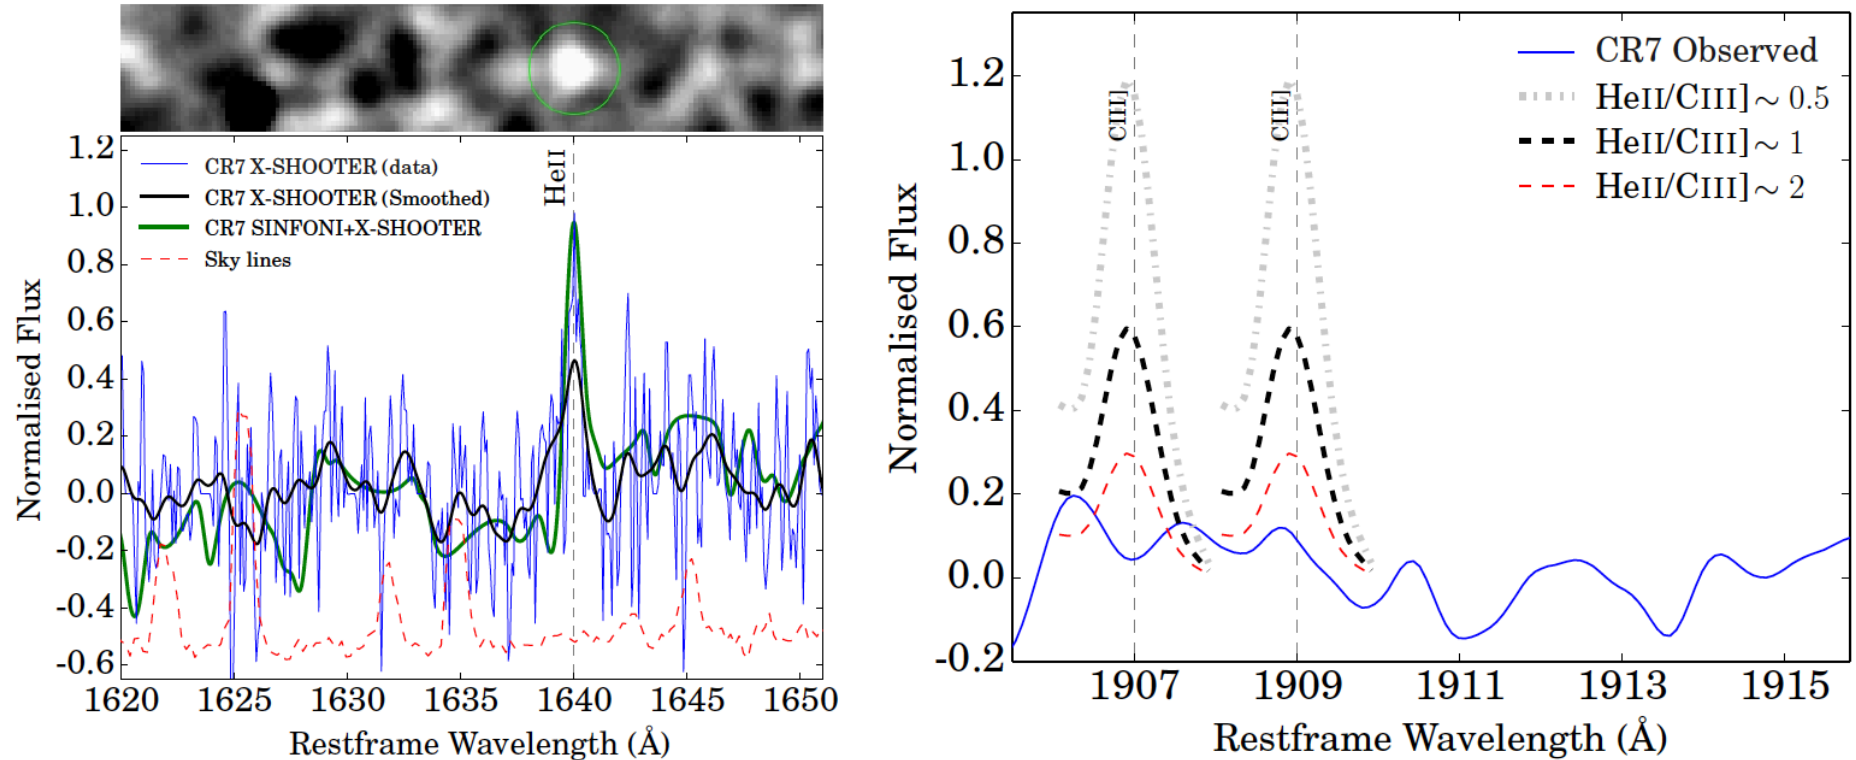 1.2
1.0
0.8
0.6
0.4
0.2
0.0
-0.2
-0.4
-0.6
Normalised Flux
CR7 X-SHOOTER (data)
CR7 X-SHOOTER (Smoothed)
CR7 SINFONI+X-SHOOTER
Sky lines
HeII
1620 1625 1630 1635 1640 1645 1650
Restframe Wavelength (Å)
1.2
1.0
0.8
0.6
0.4
0.2
0.0
-0.2
Normalised Flux
CIII]
CIII]
CR7 Observed
HeII/CIII] ~ 0.5
HeII/CIII] ~ 1
HeII/CIII] ~ 2
1907 1909 1911 1913 1915
Restframe Wavelength (Å)